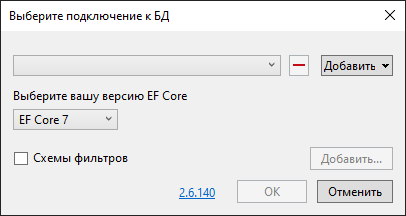 Выберите подключение к БД
Добавить
Выберите вашу версию EF Core
EF Core 7
Схемы фильтров
Добавить...
2.6.140
OK
Отменить